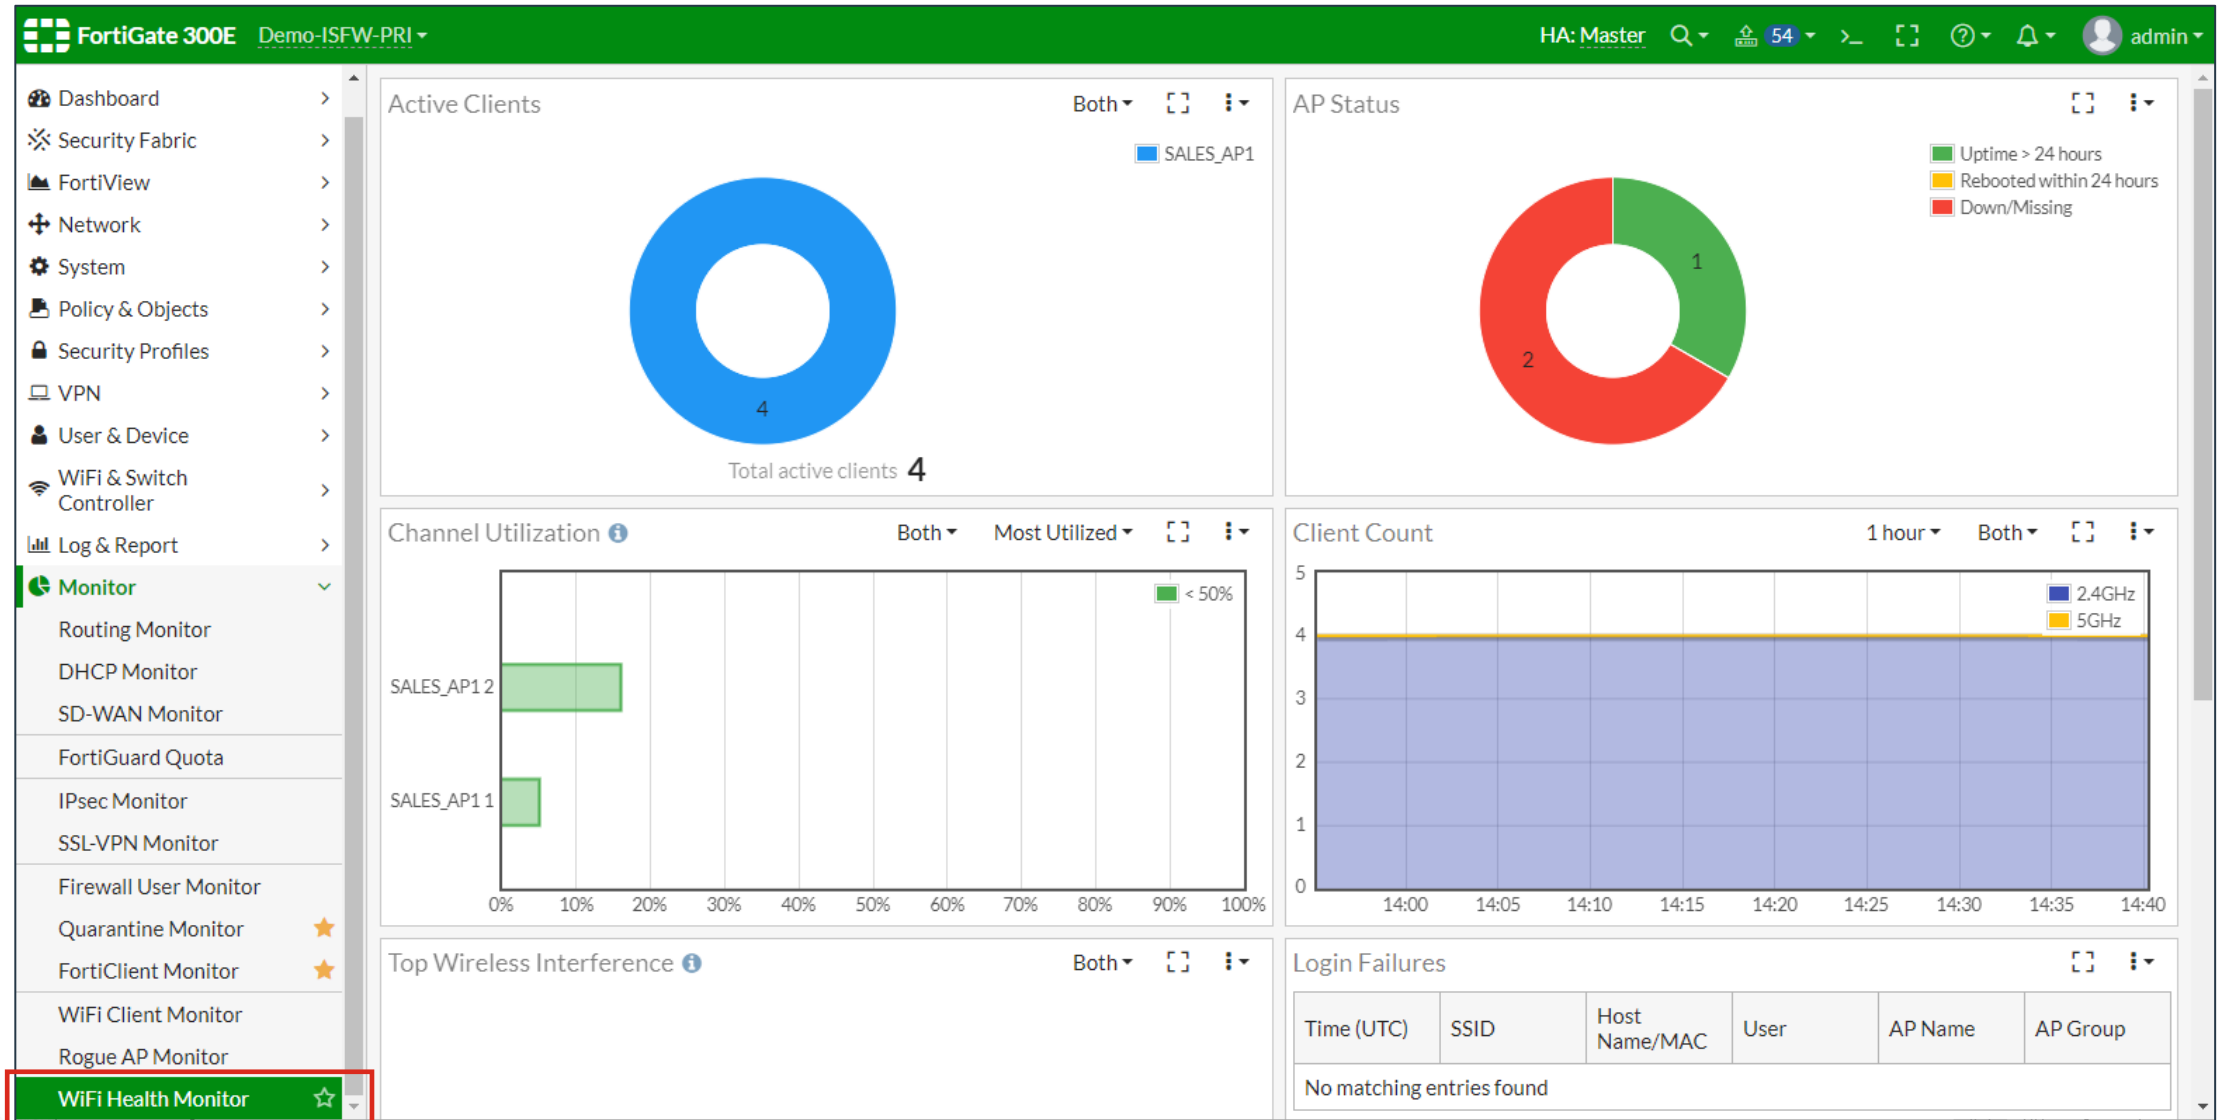 FortiGate 300E Demo-ISFW-PRI HA: Master 54 >_ admin
Dashboard
Security Fabric
FortiView
Network
System
Policy & Objects
Security Profiles
VPN
User & Device
WiFi & Switch
Controller
Log & Report
Monitor
Routing Monitor
DHCP Monitor
SD-WAN Monitor
FortiGuard Quota
IPsec Monitor
SSL-VPN Monitor
Firewall User Monitor
Quarantine Monitor
FortiClient Monitor
WiFi Client Monitor
Rogue AP Monitor
WiFi Health Monitor
Active Clients Both
SALES_AP1
4
Total active clients 4
AP Status
Uptime > 24 hours
Rebooted within 24 hours
Down/Missing
1
2
Channel Utilization Both Most Utilized
< 50%
SALES_AP1 2
SALES_AP1 1
0% 10% 20% 30% 40% 50% 60% 70% 80% 90% 100%
Client Count 1 hour Both
5
2.4GHz
5GHz
4
3
2
1
0
14:00 14:05 14:10 14:15 14:20 14:25 14:30 14:35 14:40
Top Wireless Interference Both
Login Failures
Time (UTC) SSID Host Name/MAC User AP Name AP Group
No matching entries found